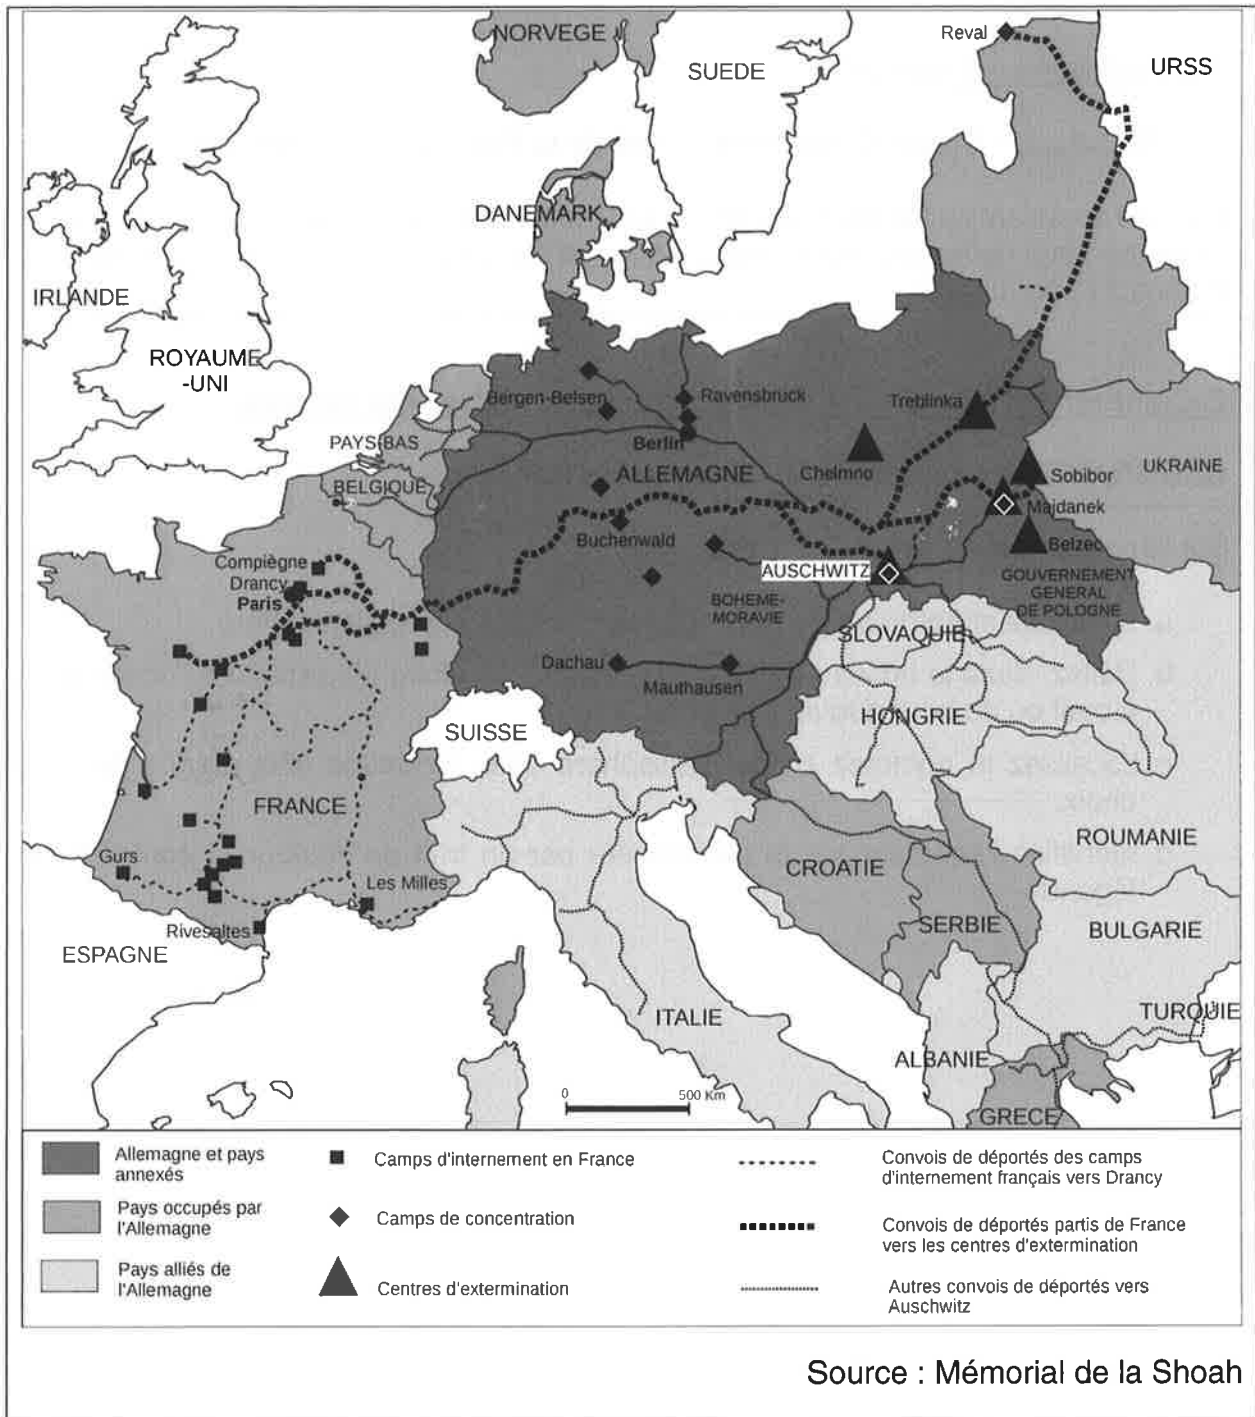 NORVEGE
SUEDE
Reval
URSS
DANEMARK
IRLANDE
ROYAUME
-UNI
Bergen-Belsen
Ravensbruck
Treblinka
PAYS-BAS
Berlin
BELGIQUE
ALLEMAGNE
Chelmno
Sobibor
UKRAINE
Majdanek
Buchenwald
Belzec
Compiègne
Drancy
Paris
AUSCHWITZ
GOUVERNEMENT
GENERAL
DE POLOGNE
BOHEME-
MORAVIE
SLOVAQUIE
Dachau
Mauthausen
SUISSE
HONGRIE
FRANCE
ROUMANIE
Gurs
Les Milles
CROATIE
Rivesaltes
SERBIE
BULGARIE
ESPAGNE
ITALIE
TURQUIE
ALBANIE
GRECE
0 500 Km
Allemagne et pays
annexés
Pays occupés par
l'Allemagne
Pays alliés de
l'Allemagne
Camps d'internement en France
Camps de concentration
Centres d'extermination
Convois de déportés des camps
d'internement français vers Drancy
Convois de déportés partis de France
vers les centres d'extermination
Autres convois de déportés vers
Auschwitz
Source : Mémorial de la Shoah